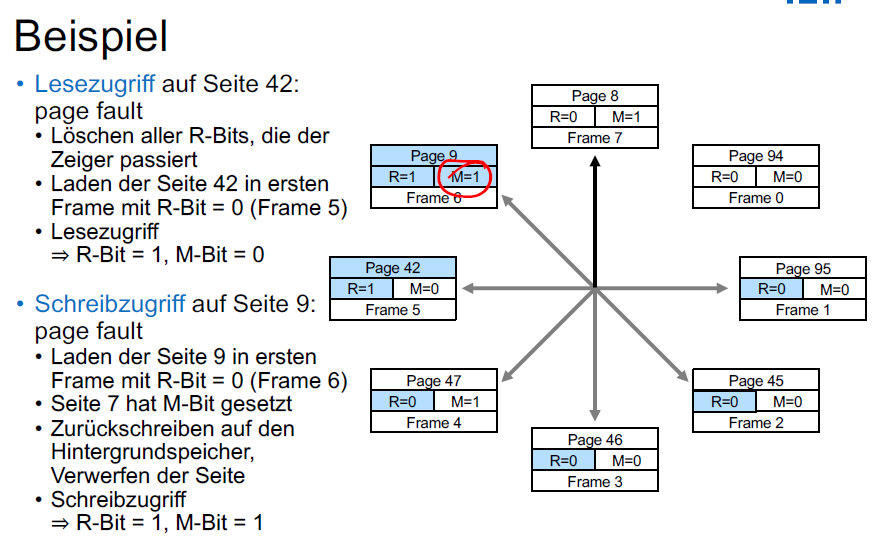 Beispiel
• Lesezugriff auf Seite 42:
page fault
• Löschen aller R-Bits, die der
Zeiger passiert
• Laden der Seite 42 in ersten
Frame mit R-Bit = 0 (Frame 5)
• Lesezugriff
⇒ R-Bit = 1, M-Bit = 0
• Schreibzugriff auf Seite 9:
page fault
• Laden der Seite 9 in ersten
Frame mit R-Bit = 0 (Frame 6)
• Seite 7 hat M-Bit gesetzt
• Zurückschreiben auf den
Hintergrundspeicher,
Verwerfen der Seite
• Schreibzugriff
⇒ R-Bit = 1, M-Bit = 1
Page 8
R=0 M=1
Frame 7
Page 94
R=0 M=0
Frame 0
Page 95
R=0 M=0
Frame 1
Page 45
R=0 M=0
Frame 2
Page 46
R=0 M=0
Frame 3
Page 47
R=0 M=1
Frame 4
Page 42
R=1 M=0
Frame 5
Page 9
R=1 M=1
Frame 6